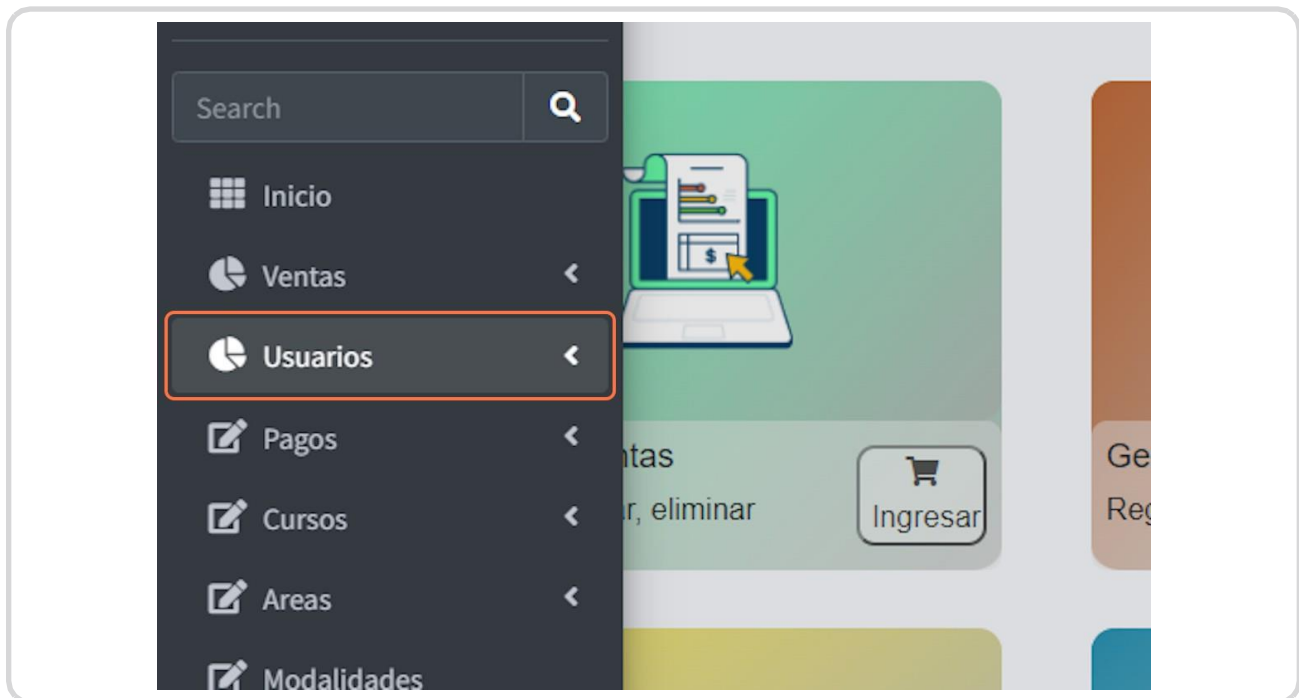 Search
Inicio
Ventas
Usuarios
Pagos
Cursos
Areas
Modalidades
$
ntas
r, eliminar
Ingresar
Ge
Reg